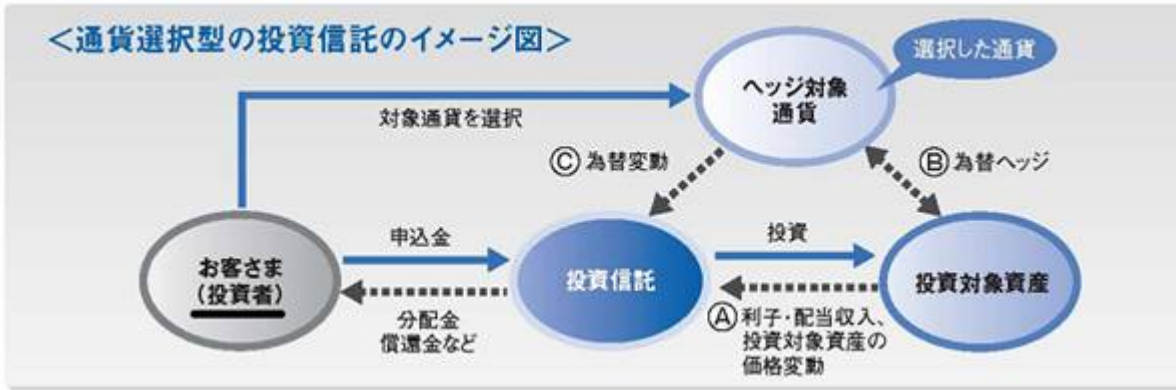 <通貨選択型の投資信託のイメージ図>
選択した通貨
ヘッジ対象
通貨
対象通貨を選択
Ⓒ 為替変動
Ⓑ 為替ヘッジ
申込金
投資
お客さま
(投資者)
投資信託
投資対象資産
分配金
償還金など
Ⓐ 利子・配当収入、
投資対象資産の
価格変動